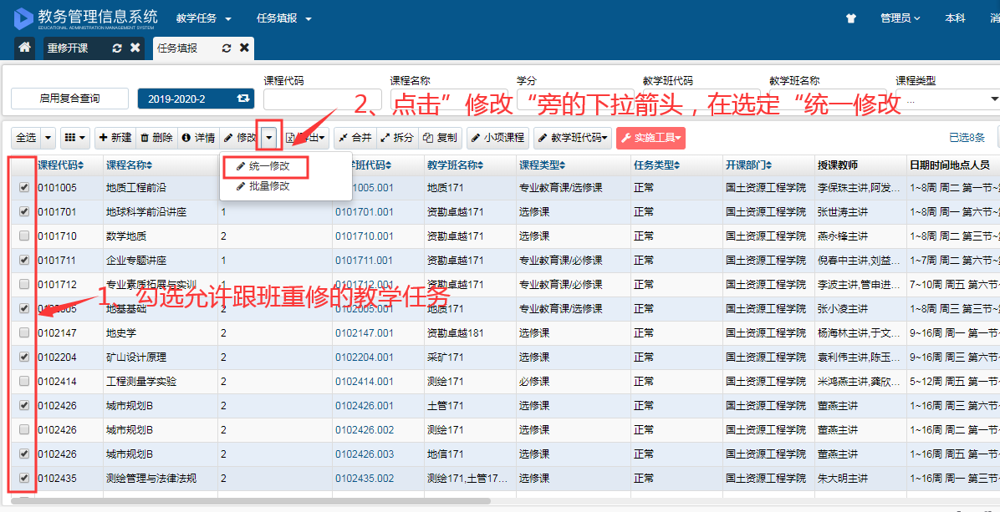 教务管理信息系统 教学任务 任务填报 管理员 本科
EDUCATIONAL ADMINISTRATION MANAGEMENT SYSTEM
重修开课 任务填报
课程代码 课程名称 学分 教学班代码 教学班名称 课程类型
启用复合查询 2019-2020-2 ...
2、点击”修改“旁的下拉箭头，在选定“统一修改
全选 新建 删除 详情 修改 导出 合并 拆分 复制 小项课程 教学班代码 实施工具 已选8条
课程代码 课程名称 学班代码 教学班名称 课程类型 任务类型 开课部门 授课教师 日期时间地点人员
统一修改
批量修改
0101005 地质工程前沿 1005.001 地质171 专业教育课/选修课 正常 国土资源工程学院 李保珠主讲,阿发... 1~8周 周二 第一节~
0101701 地球科学前沿讲座 1 0101701.001 资勘卓越171 选修课 正常 国土资源工程学院 张世涛主讲 1~8周 周一 第六节~
0101710 数学地质 2 0101710.001 资勘卓越171 选修课 正常 国土资源工程学院 燕永锋主讲 1~8周 周二 第三节~
0101711 企业专题讲座 1 0101711.001 资勘卓越171 专业教育课/必修课 正常 国土资源工程学院 倪春中主讲,刘益... 1~7周 周二 第六节~
0101712 专业素质拓展与实训 1 0101712.001 资勘卓越171 专业教育课/必修课 正常 国土资源工程学院 李波主讲,管申进... 7~10周 周五 第六节~
1、勾选允许跟班重修的教学任务
0102005 地基基础 2 0102005.001 地质171 专业教育课/选修课 正常 国土资源工程学院 张小凌主讲 1~8周 周三 第三节~
0102147 地史学 2 0102147.001 资勘卓越181 选修课 正常 国土资源工程学院 杨海林主讲,于文... 9~16周 周一 第一节~
0102204 矿山设计原理 2 0102204.001 采矿171 选修课 正常 国土资源工程学院 袁利伟主讲,陈玉... 9~16周 周三 第六节~
0102414 工程测量学实验 2 0102414.001 测绘171 必修课 正常 国土资源工程学院 米鸿燕主讲,龚欣... 5~12周 周五 第一节~
0102426 城市规划B 2 0102426.001 土管171 选修课 正常 国土资源工程学院 董燕主讲 1~16周 周三 第六节~
0102426 城市规划B 2 0102426.002 测绘171 选修课 正常 国土资源工程学院 董燕主讲 1~16周 周二 第一节~
0102426 城市规划B 2 0102426.003 地信171 选修课 正常 国土资源工程学院 董燕主讲 1~16周 周五 第一节~
0102435 测绘管理与法律法规 2 0102435.002 测绘171,土管17... 选修课 正常 国土资源工程学院 朱大明主讲 1~16周 周一 第三节~